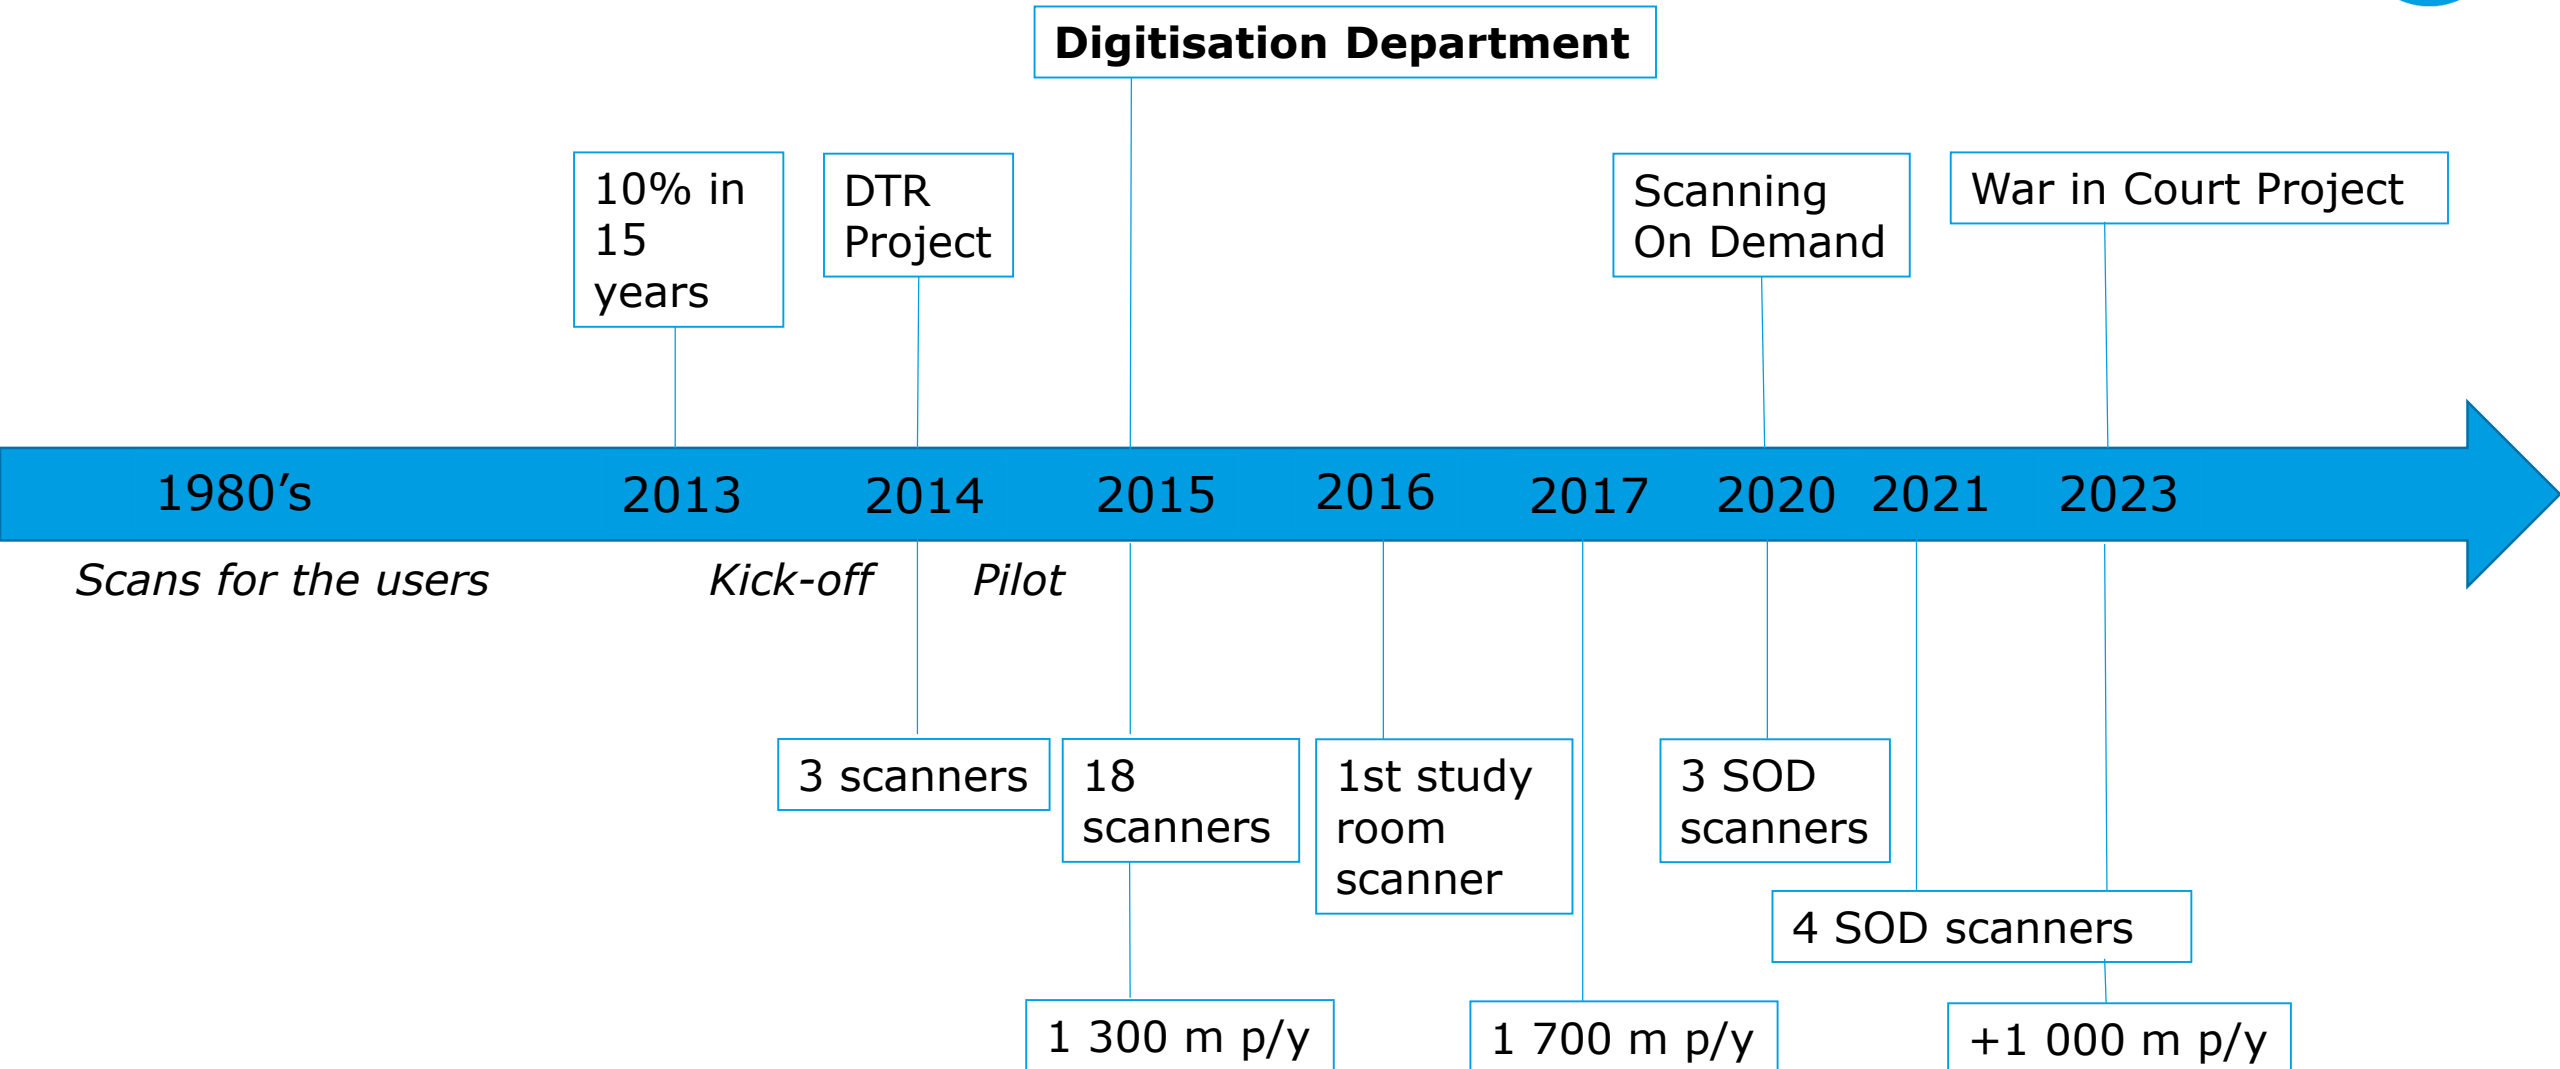 Digitisation Department
10% in
15
years
DTR
Project
Scanning
On Demand
War in Court Project
1980’s
2013
2014
2015
2016
2017
2020
2021
2023
Scans for the users
Kick-off
Pilot
3 scanners
18
scanners
1st study
room
scanner
3 SOD
scanners
4 SOD scanners
1 300 m p/y
1 700 m p/y
+1 000 m p/y